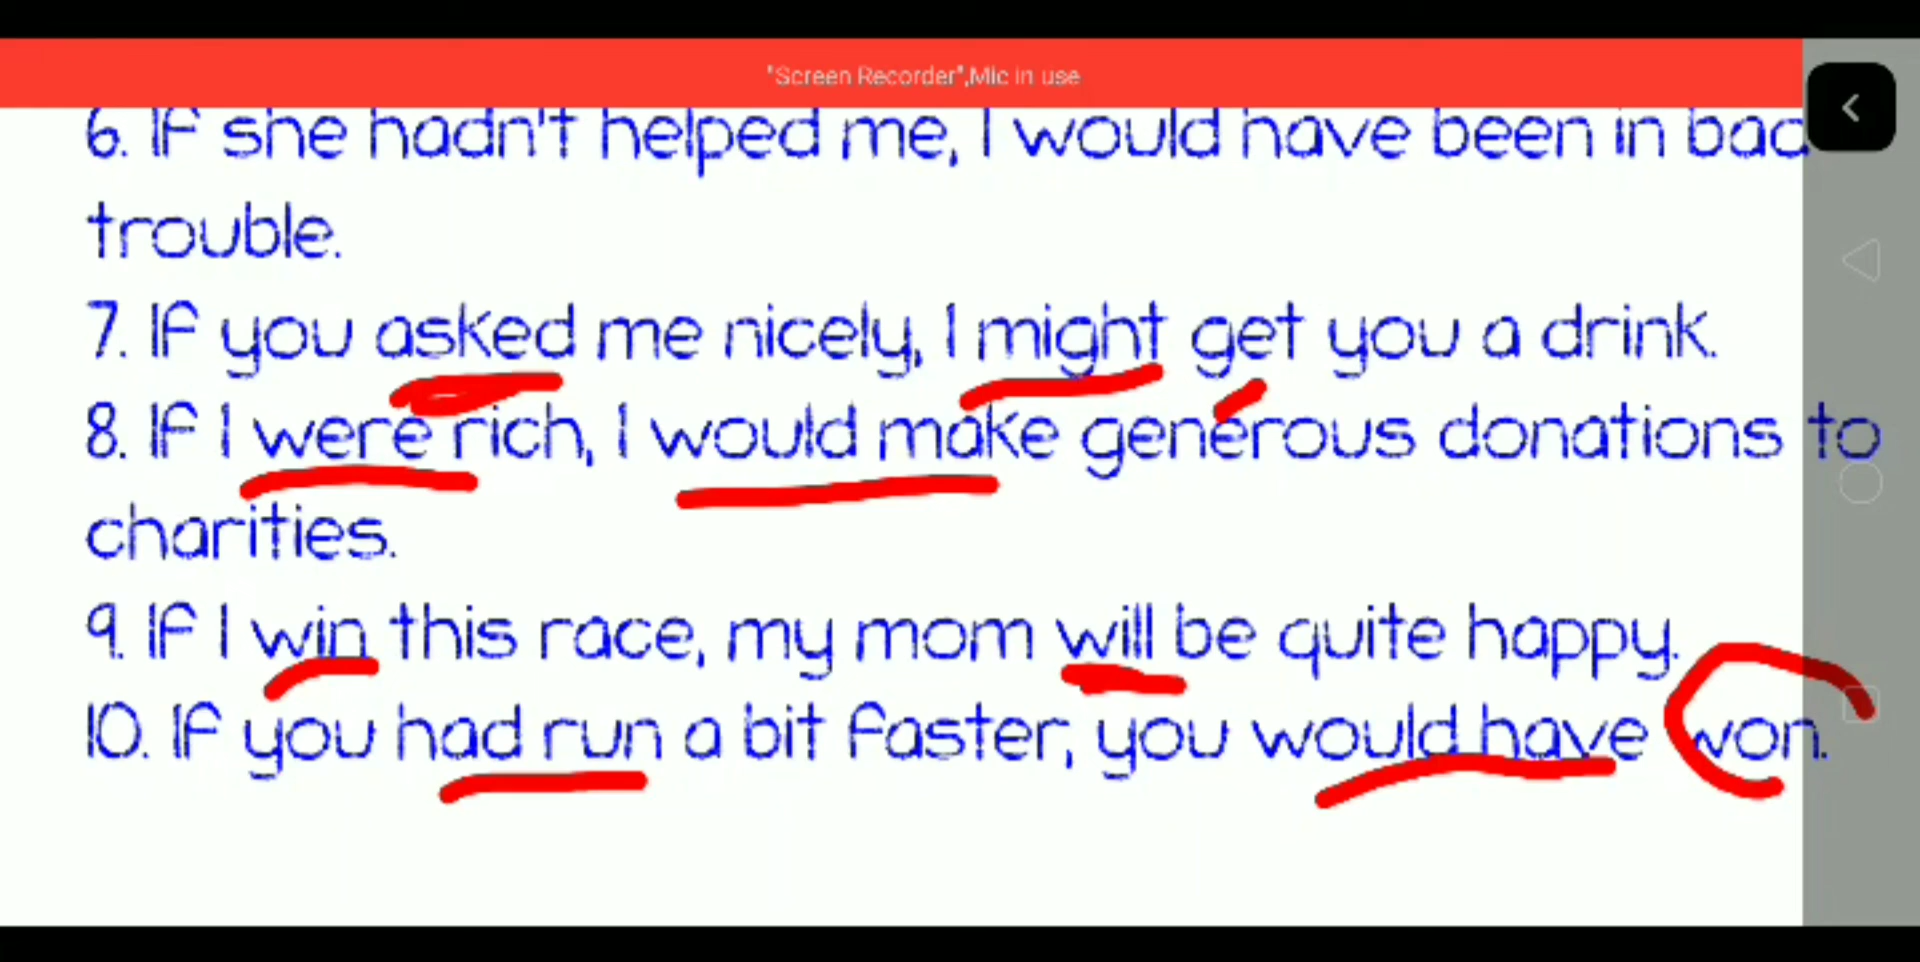 "Screen Recorder",Mic in use
6. If she hadn't helped me, I would have been in bad
trouble.
7. If you asked me nicely, I might get you a drink.
8. If I were rich, I would make generous donations to
charities.
9. If I win this race, my mom will be quite happy.
10. If you had run a bit faster, you would have won.